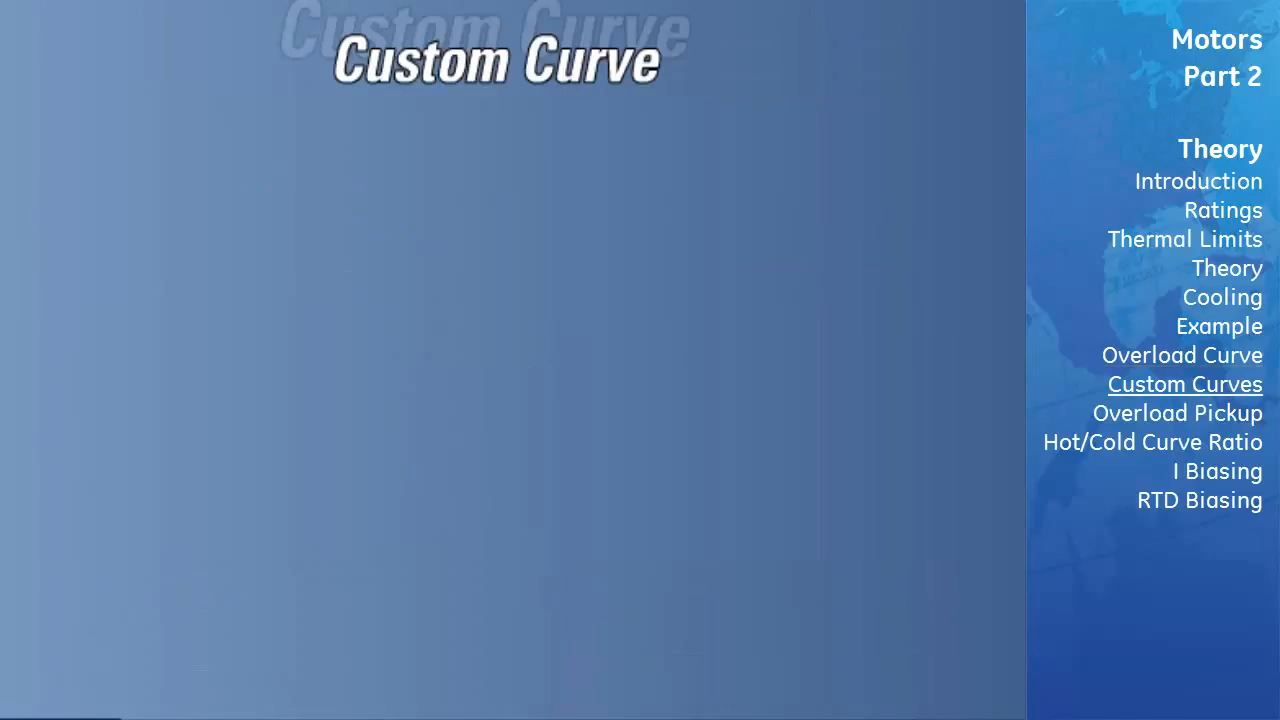 Custom Curve
Custom Curve
Motors
Part 2
Theory
Introduction
Ratings
Thermal Limits
Theory
Cooling
Example
Overload Curve
Custom Curves
Overload Pickup
Hot/Cold Curve Ratio
I Biasing
RTD Biasing